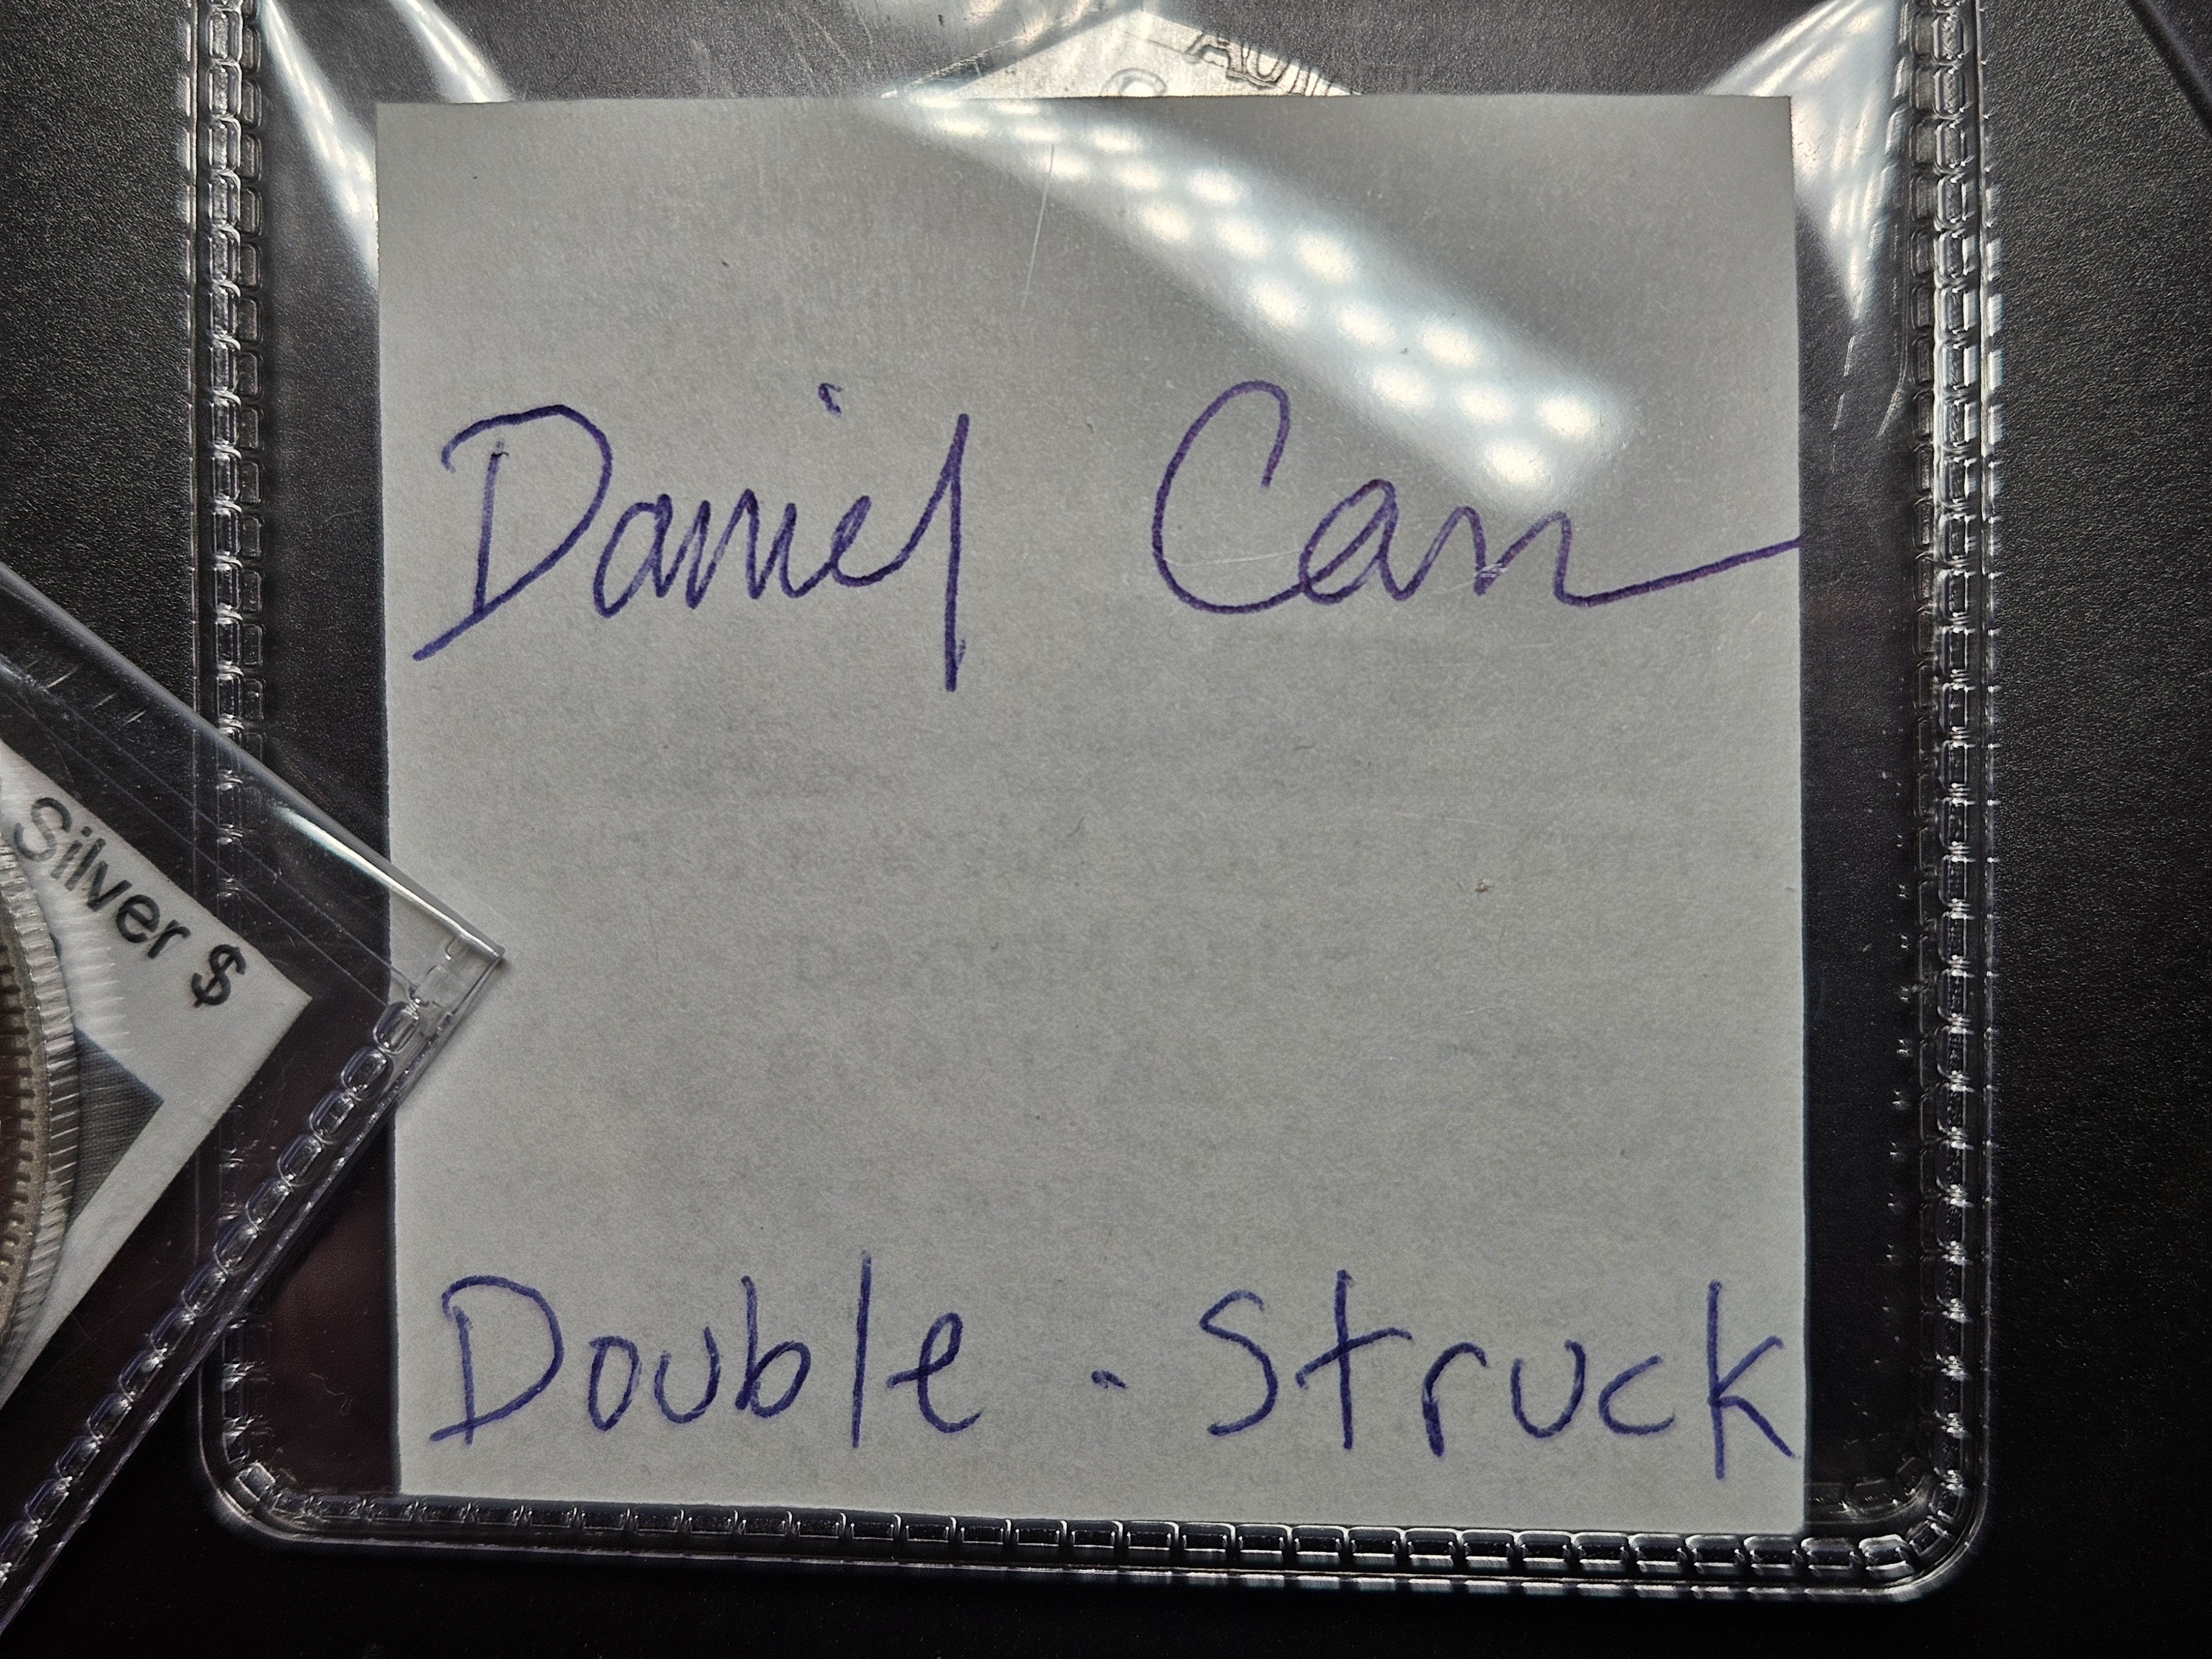 Daniel Carr
Silver $
Double - Struck